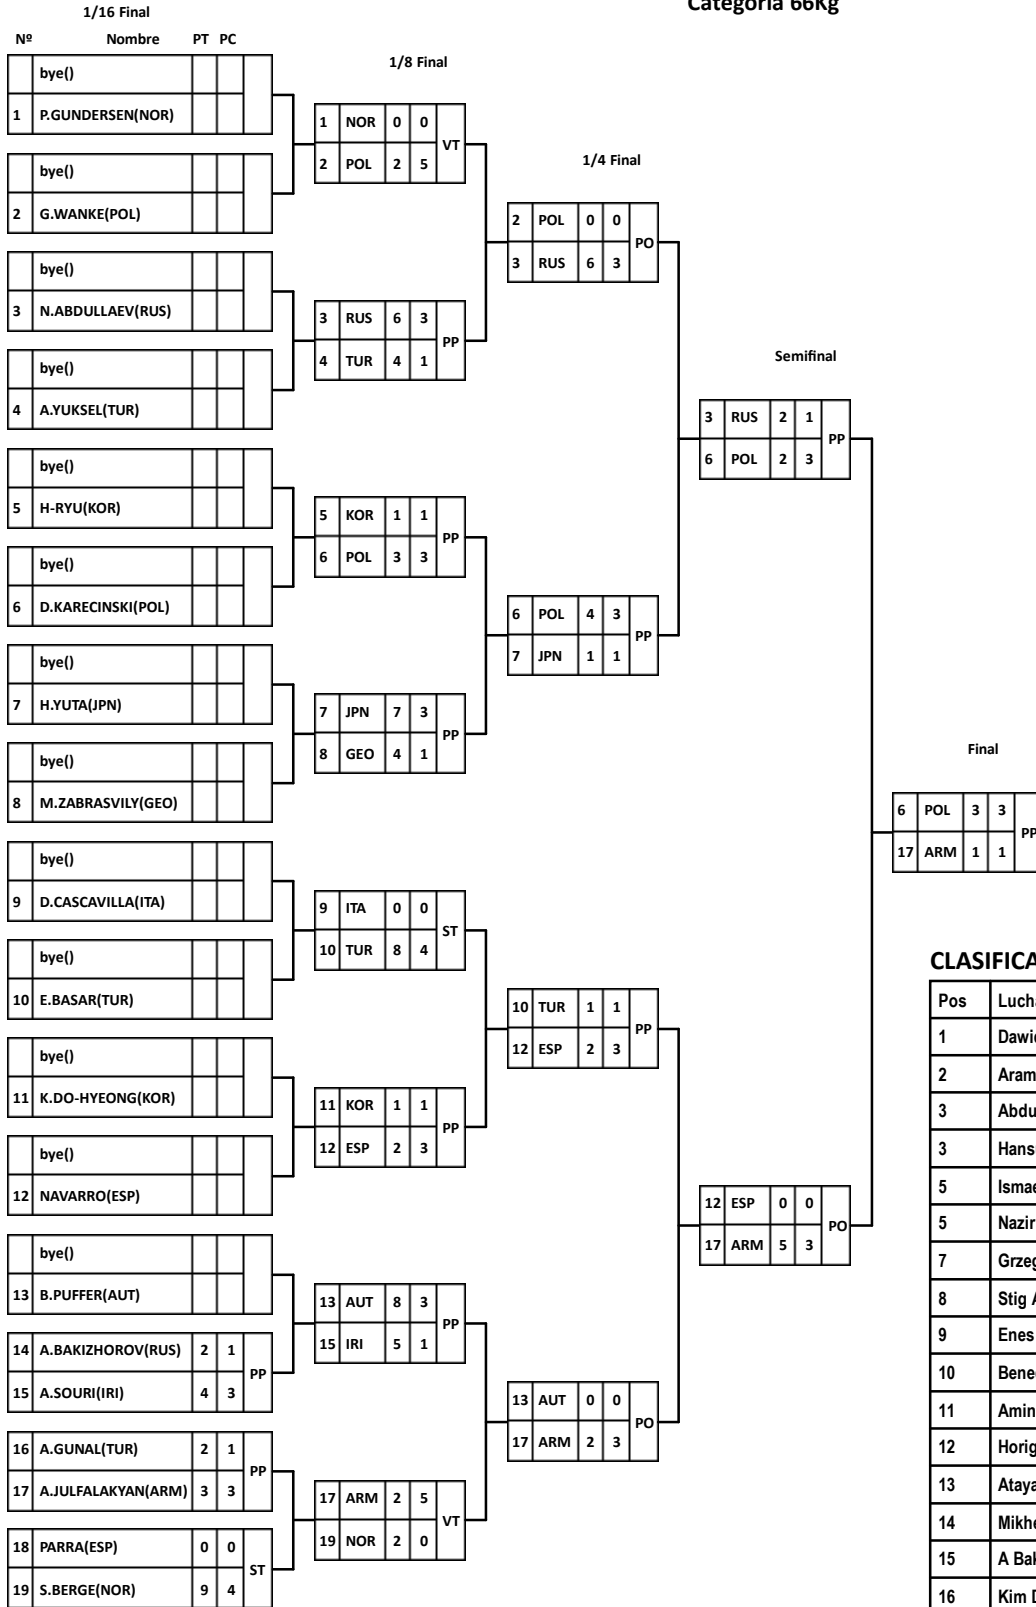 Categoria 66Kg
1/16 Final
Nº Nombre PT PC
bye()
1 P.GUNDERSEN(NOR)
bye()
2 G.WANKE(POL)
bye()
3 N.ABDULLAEV(RUS)
bye()
4 A.YUKSEL(TUR)
bye()
5 H-RYU(KOR)
bye()
6 D.KARECINSKI(POL)
bye()
7 H.YUTA(JPN)
bye()
8 M.ZABRASVILY(GEO)
bye()
9 D.CASCAVILLA(ITA)
bye()
10 E.BASAR(TUR)
bye()
11 K.DO-HYEONG(KOR)
bye()
12 NAVARRO(ESP)
bye()
13 B.PUFFER(AUT)
14 A.BAKIZHOROV(RUS) 2 1
PP
15 A.SOURI(IRI) 4 3
16 A.GUNAL(TUR) 2 1
PP
17 A.JULFALAKYAN(ARM) 3 3
18 PARRA(ESP) 0 0
ST
19 S.BERGE(NOR) 9 4
1/8 Final
1 NOR 0 0
VT
2 POL 2 5
3 RUS 6 3
PP
4 TUR 4 1
5 KOR 1 1
PP
6 POL 3 3
7 JPN 7 3
PP
8 GEO 4 1
9 ITA 0 0
ST
10 TUR 8 4
11 KOR 1 1
PP
12 ESP 2 3
13 AUT 8 3
PP
15 IRI 5 1
17 ARM 2 5
VT
19 NOR 2 0
1/4 Final
2 POL 0 0
PO
3 RUS 6 3
6 POL 4 3
PP
7 JPN 1 1
10 TUR 1 1
PP
12 ESP 2 3
13 AUT 0 0
PO
17 ARM 2 3
Semifinal
3 RUS 2 1
PP
6 POL 2 3
12 ESP 0 0
PO
17 ARM 5 3
Final
6 POL 3 3
PP
17 ARM 1 1
CLASIFICA
Pos Lucha
1 Dawid
2 Aram
3 Abdu
3 Hans
5 Ismae
5 Nazir
7 Grzeg
8 Stig A
9 Enes
10 Bene
11 Amin
12 Horig
13 Ataya
14 Mikhe
15 A Bak
16 Kim D